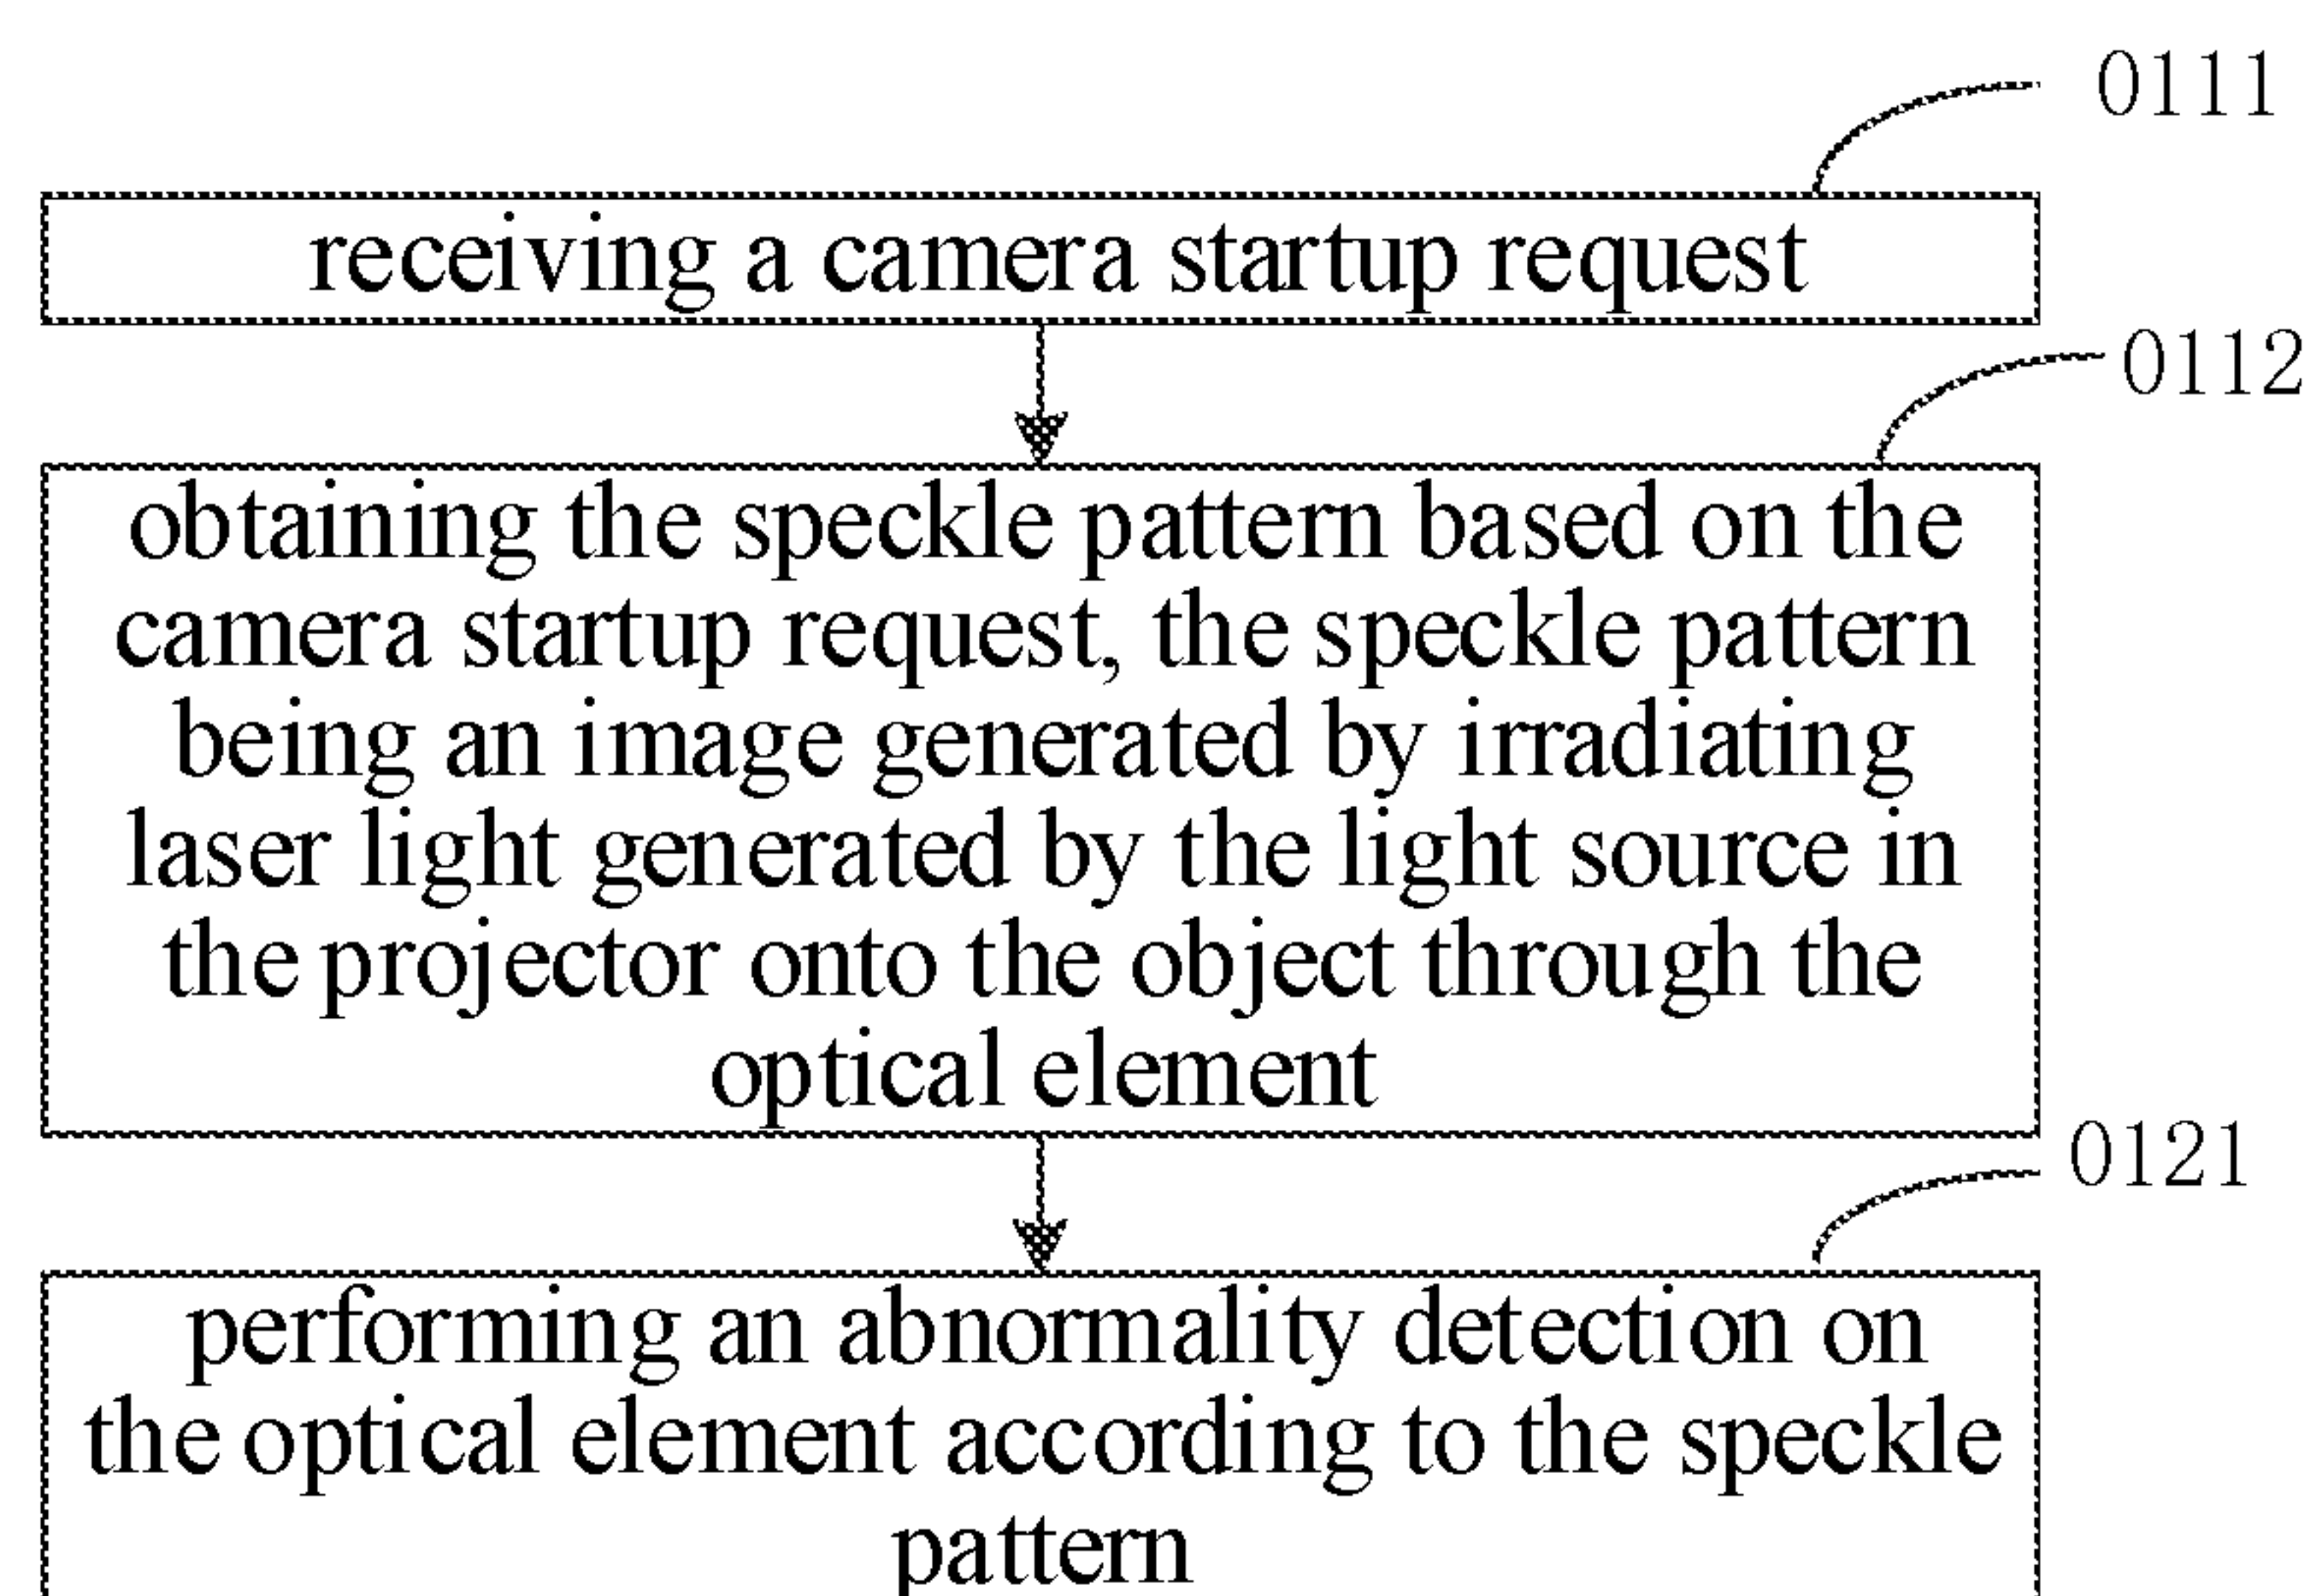 0111
receiving a camera startup request
0112
obtaining the speckle pattern based on the
camera startup request, the speckle pattern
being an image generated by irradiating
laser light generated by the light source in
the projector onto the object through the
optical element
0121
performing an abnormality detection on
the optical element according to the speckle
pattern